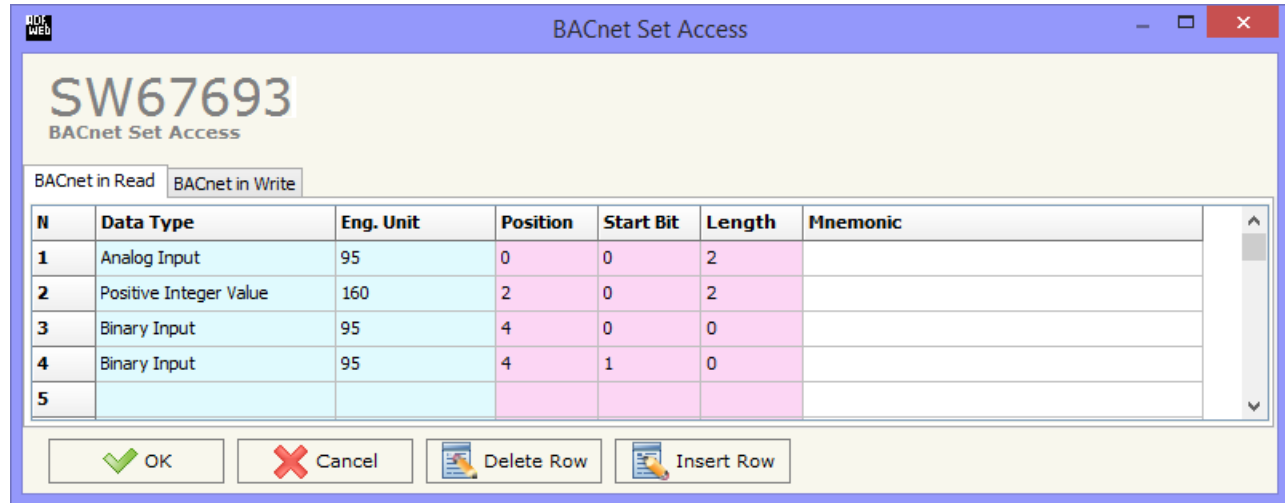 ADF
WEB
BACnet Set Access
SW67693
BACnet Set Access
BACnet in Read BACnet in Write
N Data Type Eng. Unit Position Start Bit Length Mnemonic
1 Analog Input 95 0 0 2
2 Positive Integer Value 160 2 0 2
3 Binary Input 95 4 0 0
4 Binary Input 95 4 1 0
5
OK Cancel Delete Row Insert Row